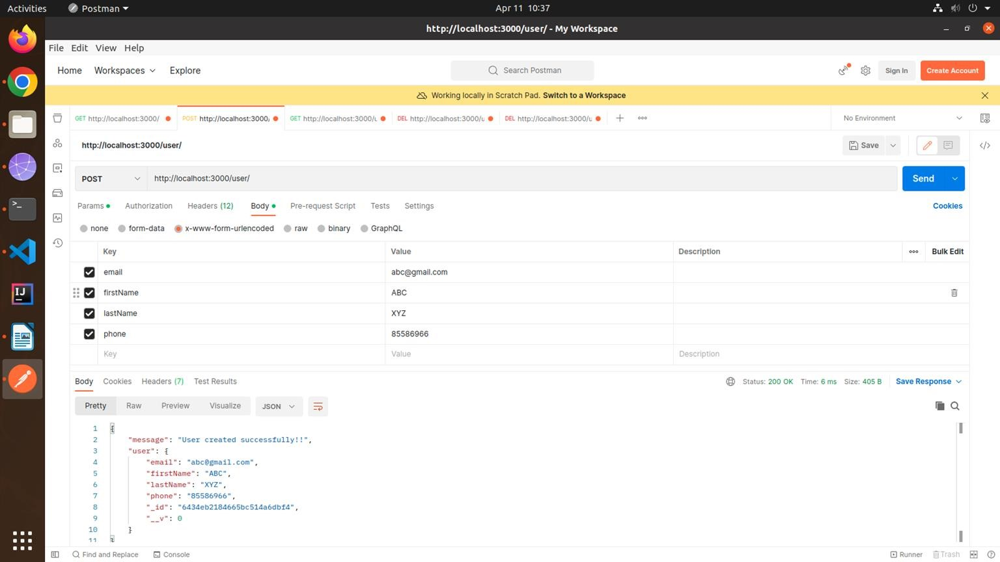 Activities Postman Apr 11 10:37
http://localhost:3000/user/ - My Workspace
File Edit View Help
Home Workspaces Explore Search Postman Sign In Create Account
Working locally in Scratch Pad. Switch to a Workspace
GET http://localhost:3000/ POST http://localhost:3000/ GET http://localhost:3000/u DEL http://localhost:3000/u DEL http://localhost:3000/u No Environment
http://localhost:3000/user/ Save
POST http://localhost:3000/user/ Send
Params Authorization Headers (12) Body Pre-request Script Tests Settings Cookies
none form-data x-www-form-urlencoded raw binary GraphQL
Key Value Description Bulk Edit
email abc@gmail.com
firstName ABC
lastName XYZ
phone 85586966
Key Value Description
Body Cookies Headers (7) Test Results Status: 200 OK Time: 6 ms Size: 405 B Save Response
Pretty Raw Preview Visualize JSON
1 {
2 "message": "User created successfully!!",
3 "user": {
4 "email": "abc@gmail.com",
5 "firstName": "ABC",
6 "lastName": "XYZ",
7 "phone": "85586966",
8 "_id": "6434eb2184665bc514a6dbf4",
9 "__v": 0
10 }
11 }
Find and Replace Console Runner Trash
IJ